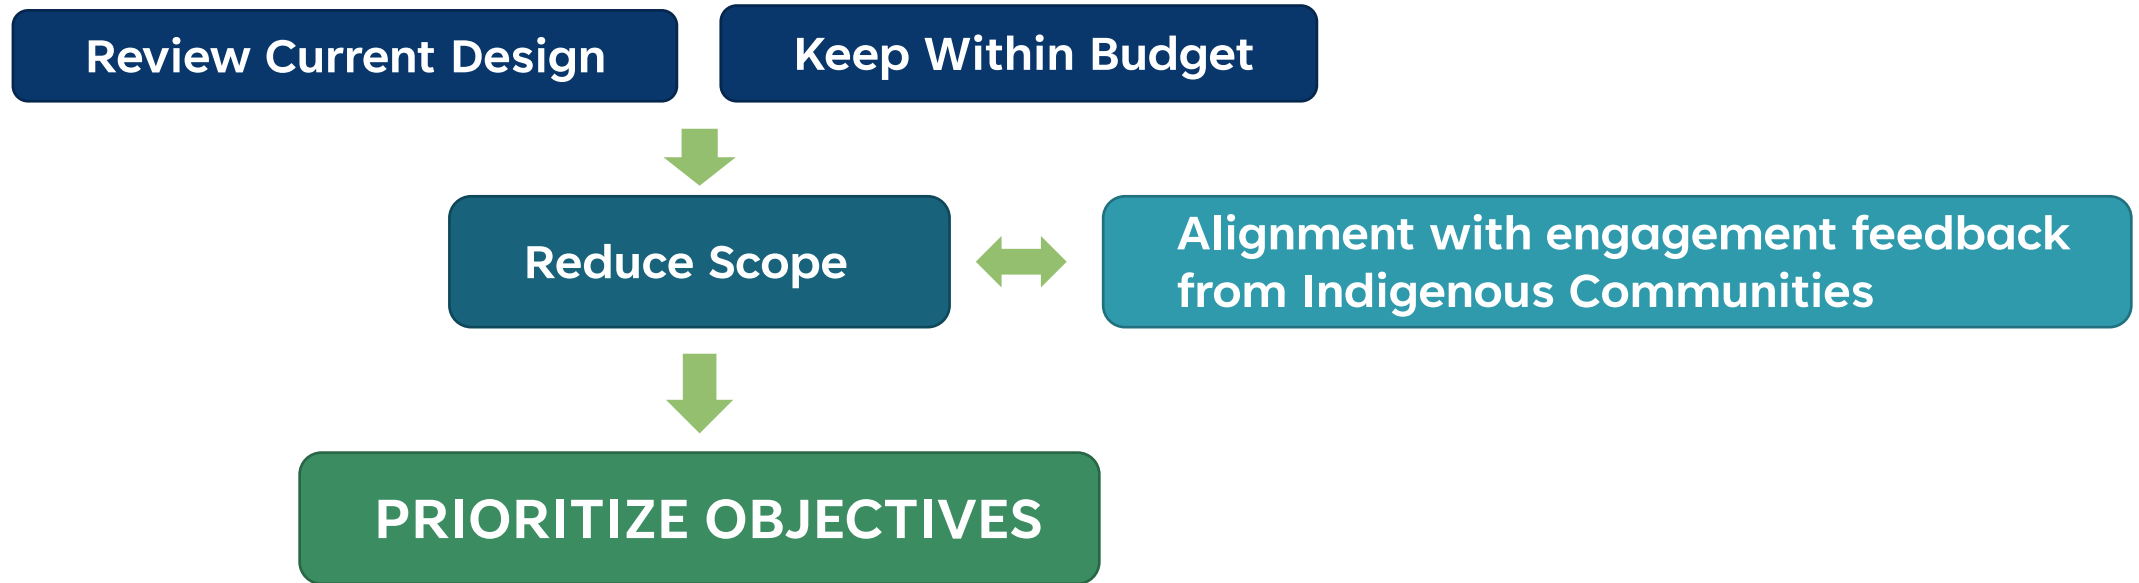 Review Current Design
Keep Within Budget
Reduce Scope
Alignment with engagement feedback
from Indigenous Communities
PRIORITIZE OBJECTIVES